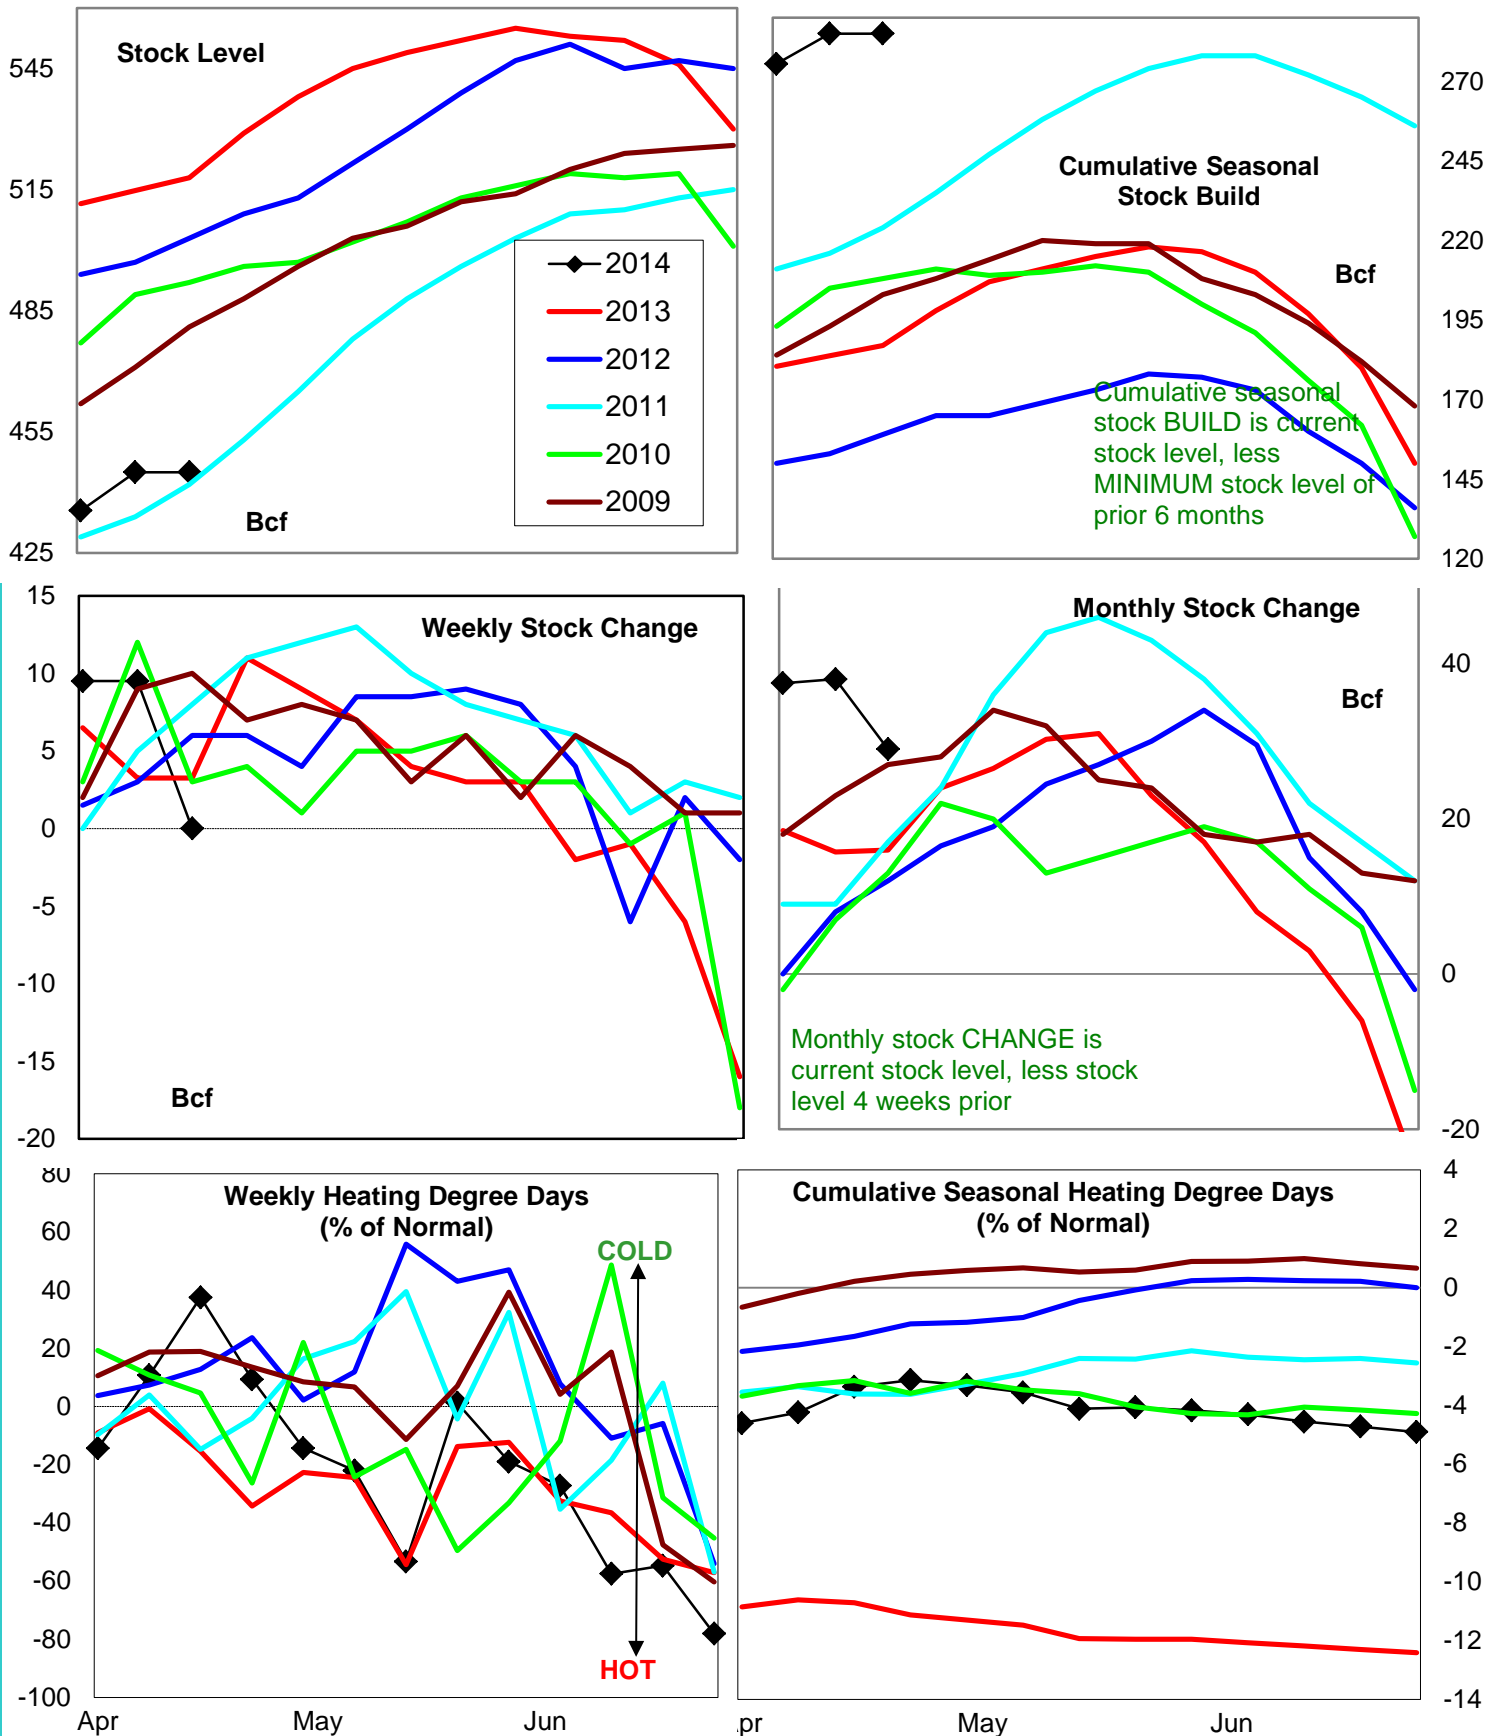 Stock Level
545
515
485
455
425
Bcf
2014
2013
2012
2011
2010
2009
270
245
220
195
170
145
120
Cumulative Seasonal
Stock Build
Bcf
Cumulative seasonal
stock BUILD is current
stock level, less
MINIMUM stock level of
prior 6 months
15
10
5
0
-5
-10
-15
-20
Weekly Stock Change
Bcf
Monthly Stock Change
Bcf
40
20
0
-20
Monthly stock CHANGE is
current stock level, less stock
level 4 weeks prior
80
60
40
20
0
-20
-40
-60
-80
-100
Weekly Heating Degree Days
(% of Normal)
COLD
HOT
Apr May Jun
Cumulative Seasonal Heating Degree Days
(% of Normal)
4
2
0
-2
-4
-6
-8
-10
-12
-14
pr May Jun